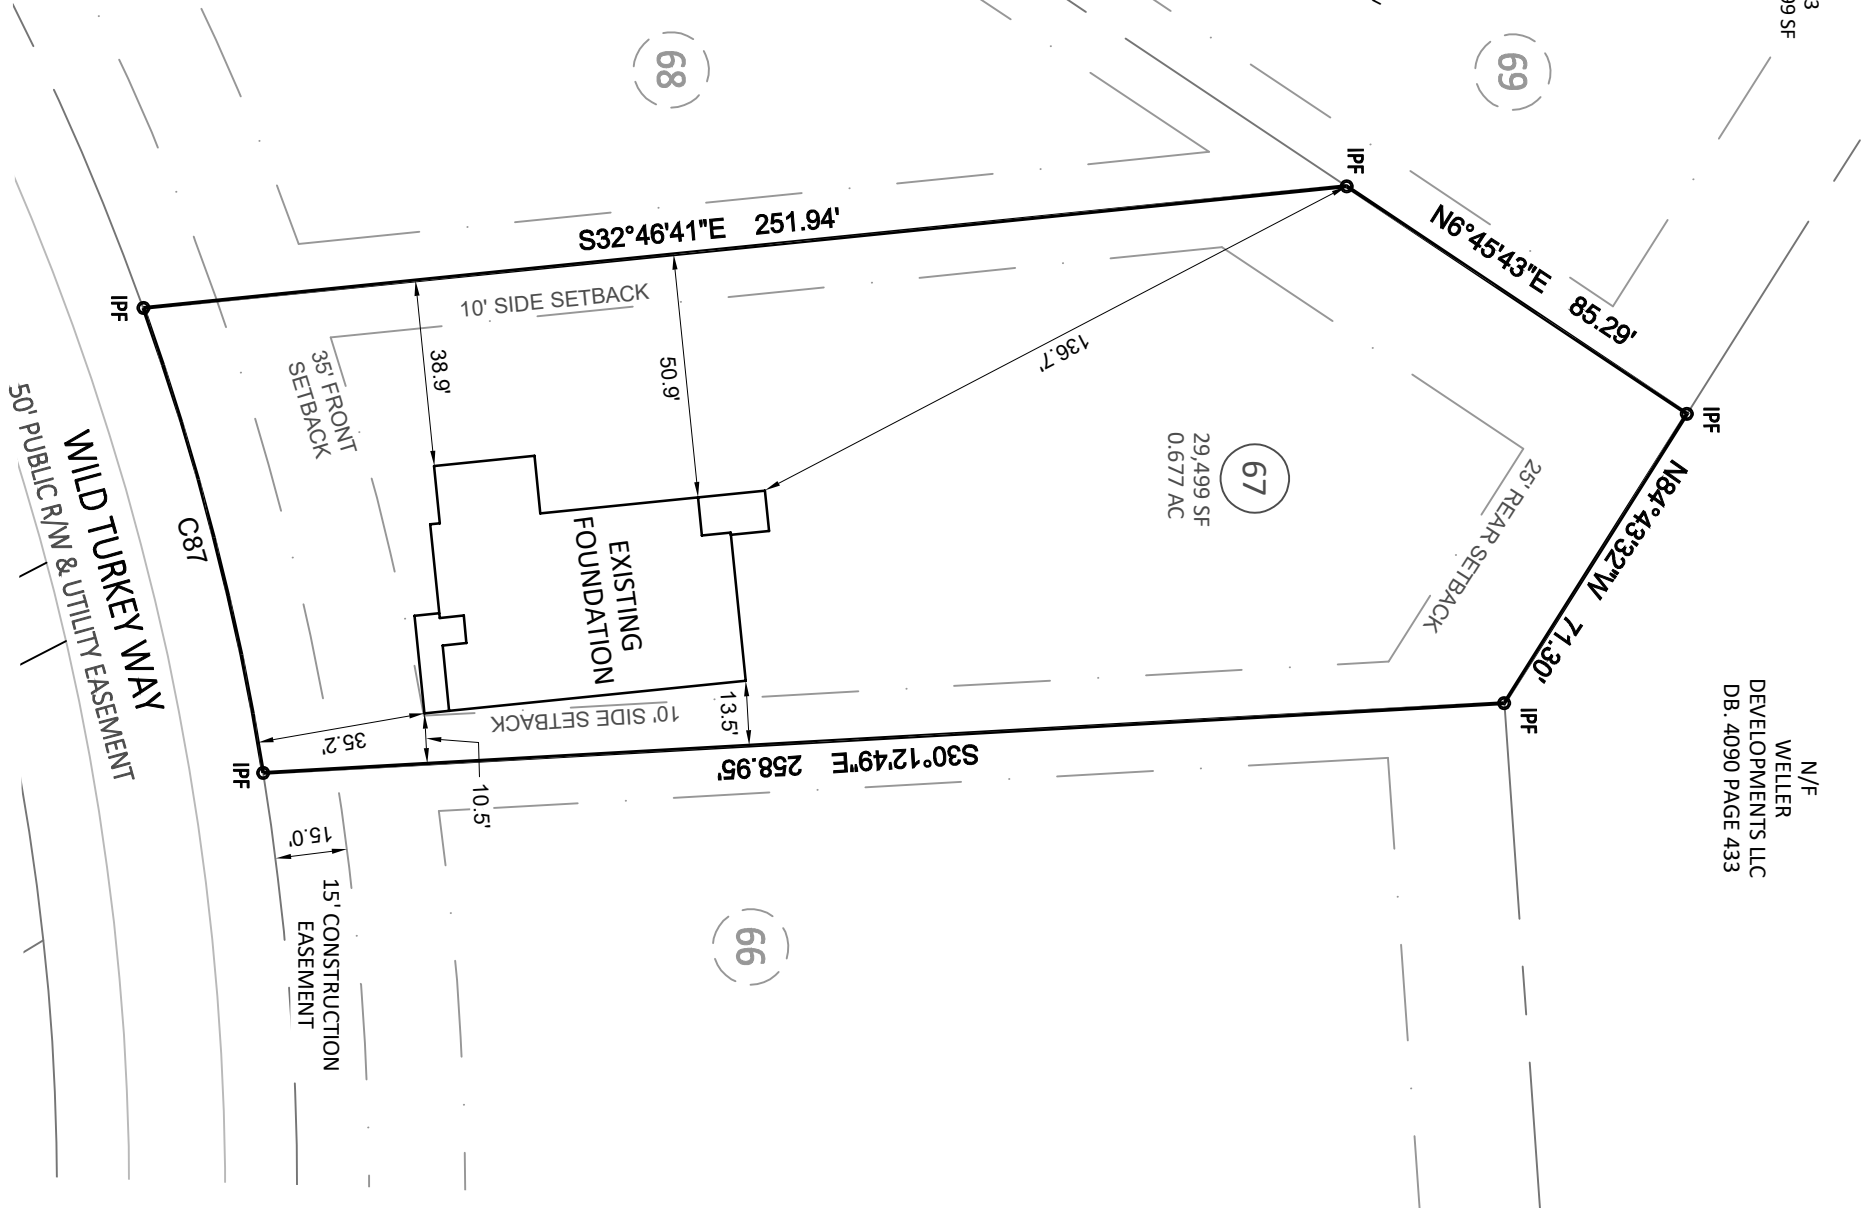 99 SF
68
69
IPF
S32°46'41"E 251.94'
N6°45'43"E 85.29'
IPF
IPF
10' SIDE SETBACK
35' FRONT
SETBACK
38.9'
50.9'
136.7'
67
29,499 SF
0.677 AC
25' REAR SETBACK
N84°43'32"W 71.30'
IPF
C87
WILD TURKEY WAY
50' PUBLIC R/W & UTILITY EASEMENT
EXISTING
FOUNDATION
10' SIDE SETBACK
13.5'
35.2'
10.5'
S30°12'49"E 258.95'
IPF
15.0'
15' CONSTRUCTION
EASEMENT
66
N/F
WELLER
DEVELOPMENTS LLC
DB. 4090 PAGE 433